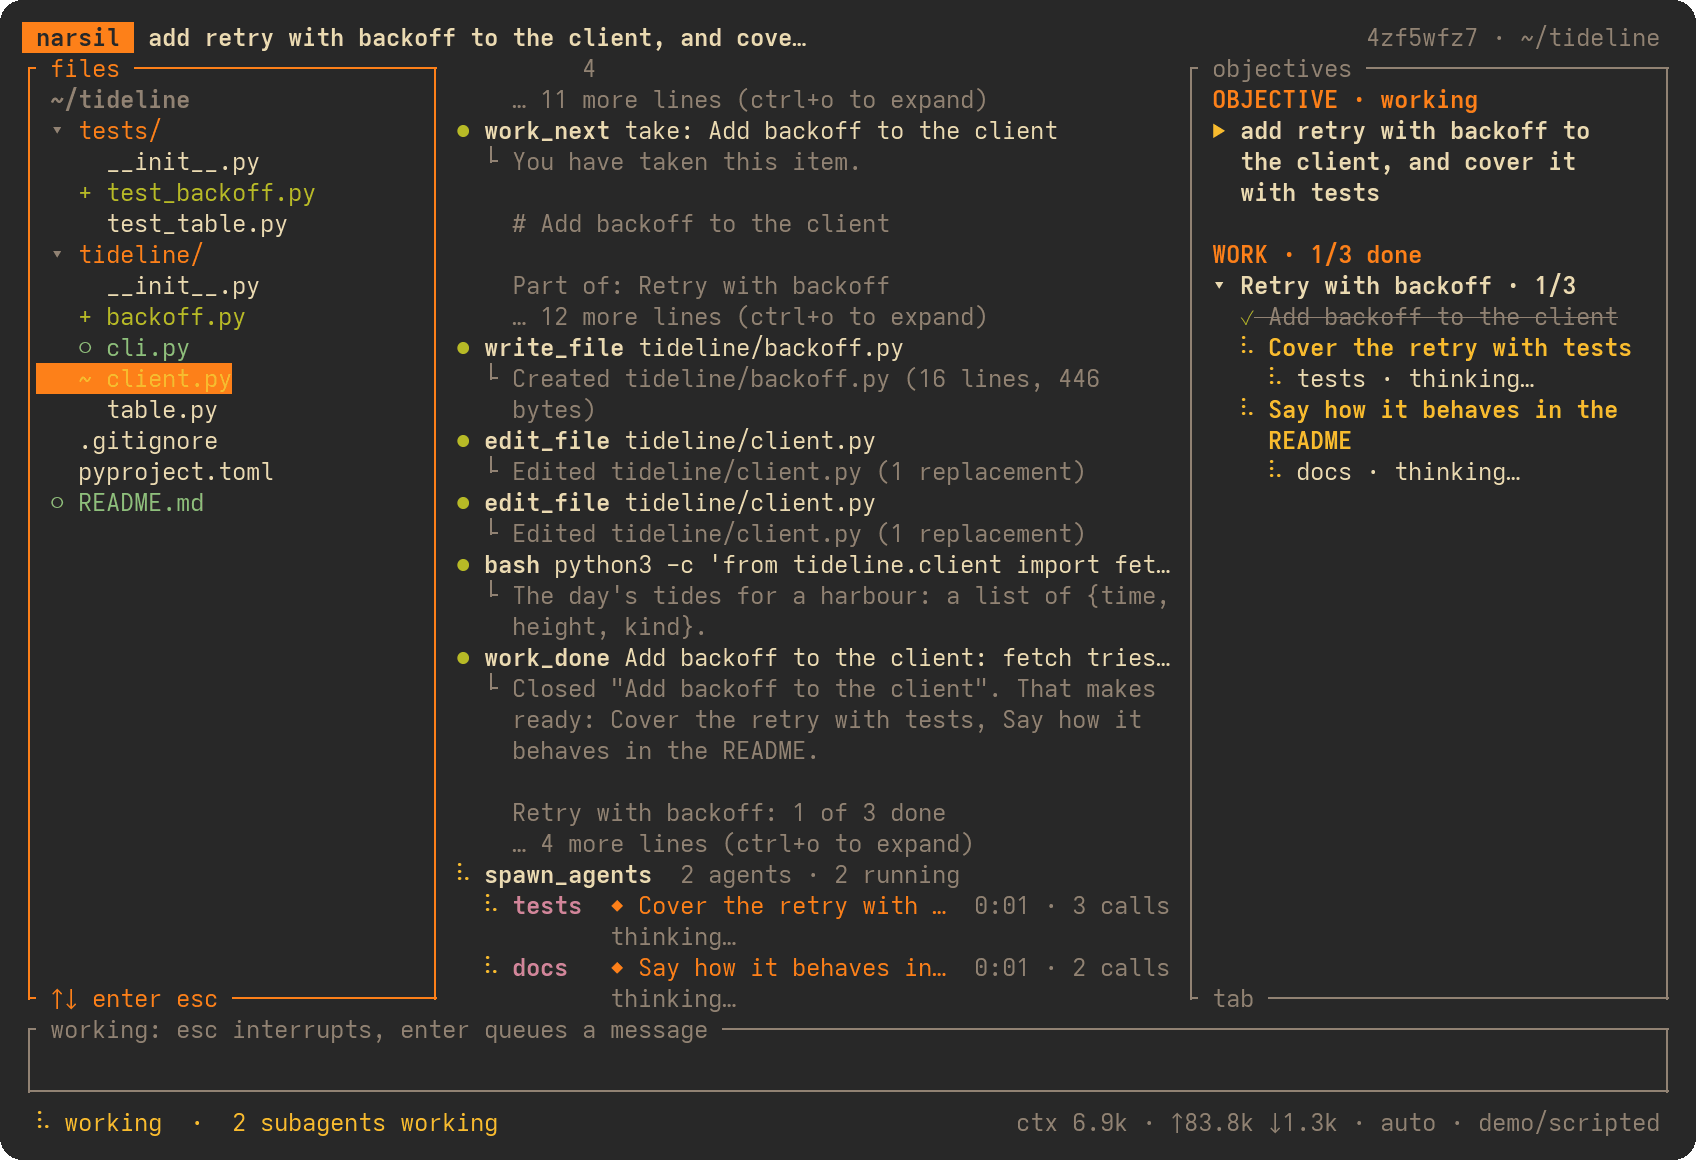 narsil add retry with backoff to the client, and cove… 4zf5wfz7 · ~/tideline
files
~/tideline
▾ tests/
__init__.py
+ test_backoff.py
test_table.py
▾ tideline/
__init__.py
+ backoff.py
○ cli.py
~ client.py
table.py
.gitignore
pyproject.toml
○ README.md
↑↓ enter esc
4
… 11 more lines (ctrl+o to expand)
● work_next take: Add backoff to the client
└ You have taken this item.
# Add backoff to the client
Part of: Retry with backoff
… 12 more lines (ctrl+o to expand)
● write_file tideline/backoff.py
└ Created tideline/backoff.py (16 lines, 446
bytes)
● edit_file tideline/client.py
└ Edited tideline/client.py (1 replacement)
● edit_file tideline/client.py
└ Edited tideline/client.py (1 replacement)
● bash python3 -c 'from tideline.client import fet…
└ The day's tides for a harbour: a list of {time,
height, kind}.
● work_done Add backoff to the client: fetch tries…
└ Closed "Add backoff to the client". That makes
ready: Cover the retry with tests, Say how it
behaves in the README.
Retry with backoff: 1 of 3 done
… 4 more lines (ctrl+o to expand)
spawn_agents 2 agents · 2 running
tests ◆ Cover the retry with … 0:01 · 3 calls
thinking…
docs ◆ Say how it behaves in… 0:01 · 2 calls
thinking…
objectives
OBJECTIVE · working
▶ add retry with backoff to
the client, and cover it
with tests
WORK · 1/3 done
▾ Retry with backoff · 1/3
✓ Add backoff to the client
Cover the retry with tests
tests · thinking…
Say how it behaves in the
README
docs · thinking…
tab
working: esc interrupts, enter queues a message
working · 2 subagents working ctx 6.9k · ↑83.8k ↓1.3k · auto · demo/scripted